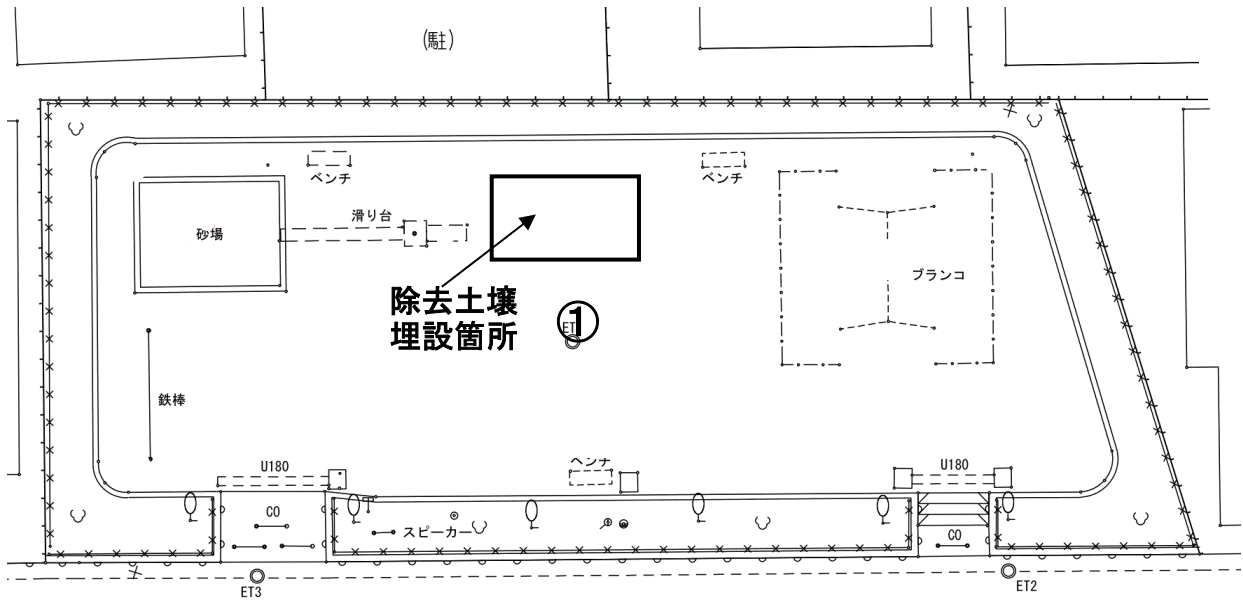 (駐)
ベンチ
ベンチ
滑り台
砂場
ブランコ
除去土壌
埋設箇所
①
ET
鉄棒
ベンチ
U180
U180
CO
スピーカー
CO
ET3
ET2